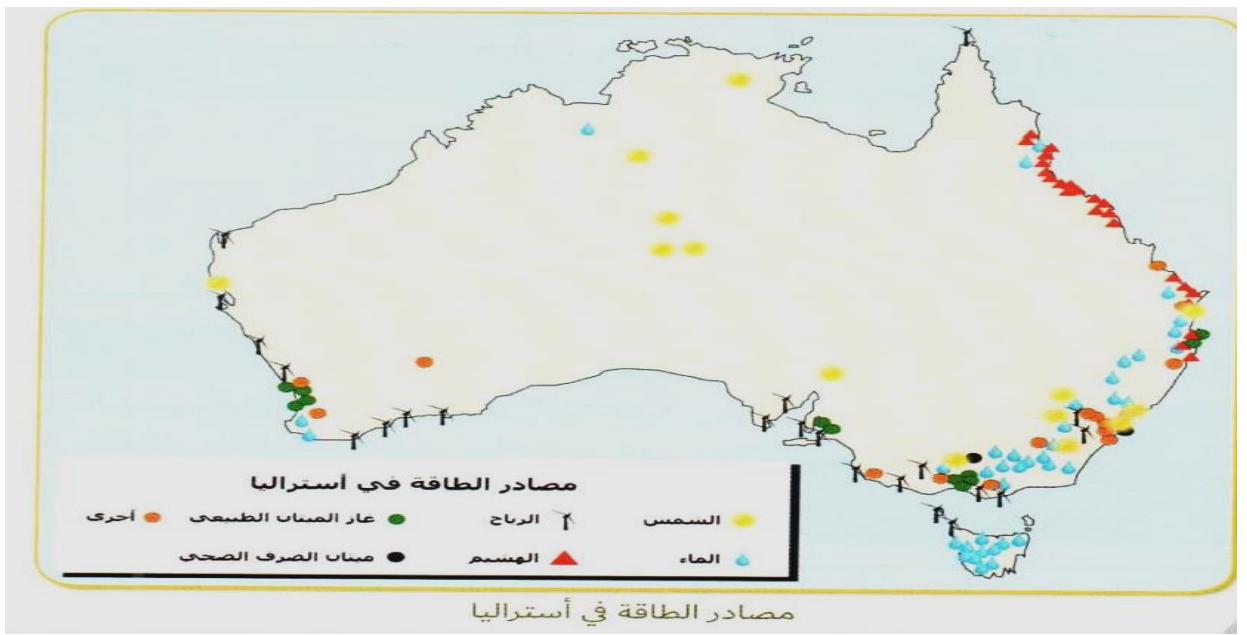 مصادر الطاقة في أستراليا
الشمس الرياح غاز الميثان الطبيعي أخرى
الماء الهشيم ميثان الصرف الصحي
مصادر الطاقة في أستراليا